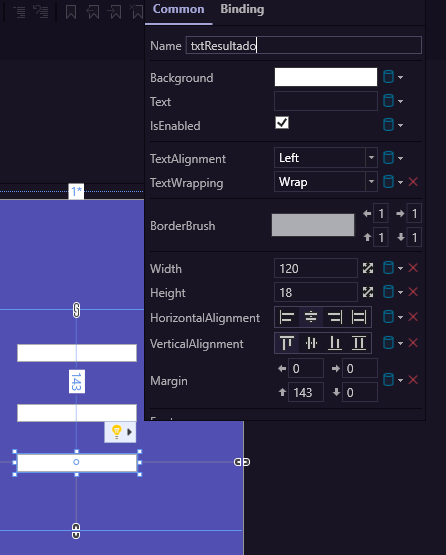 Common Binding
Name txtResultado
Background
Text
IsEnabled
TextAlignment Left
TextWrapping Wrap
BorderBrush 1 1
1 1
Width 120
Height 18
HorizontalAlignment
VerticalAlignment
Margin 0 0
143 0
1*
143